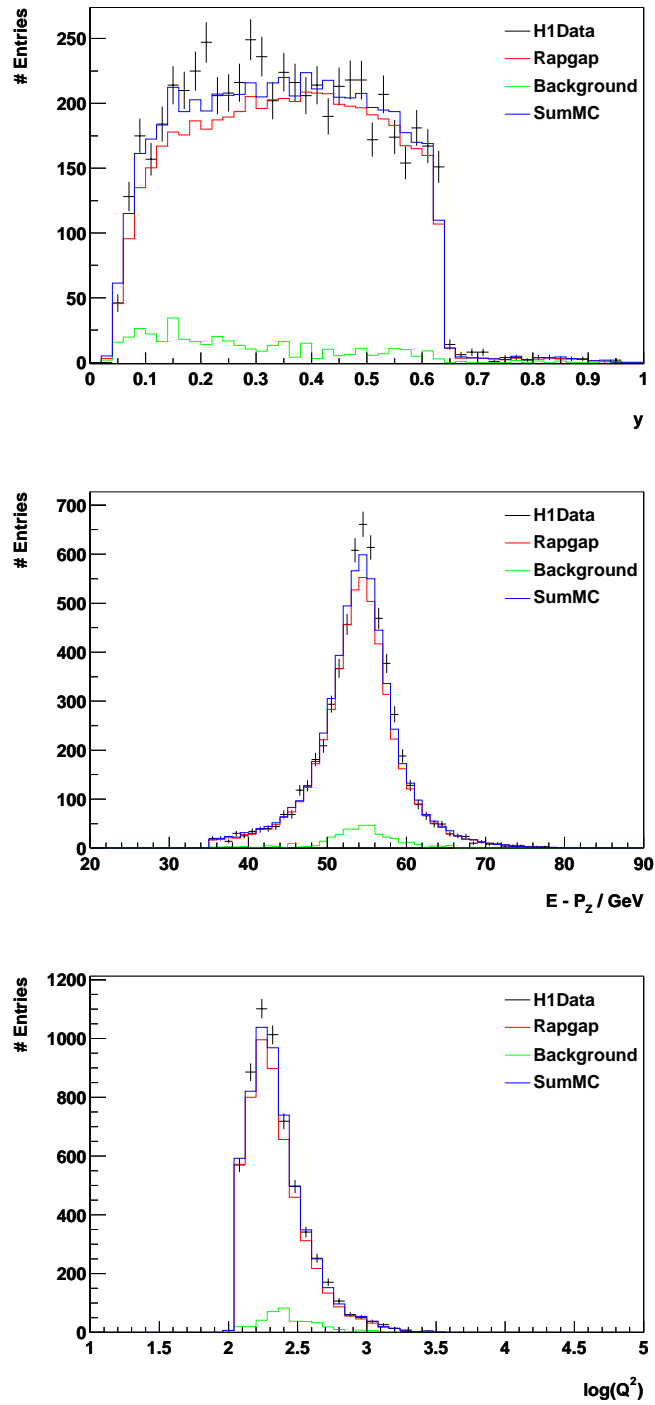 # Entries
250
200
150
100
50
0
0 0.1 0.2 0.3 0.4 0.5 0.6 0.7 0.8 0.9 1
y
H1Data
Rapgap
Background
SumMC
# Entries
700
600
500
400
300
200
100
0
20 30 40 50 60 70 80 90
E - P_Z / GeV
H1Data
Rapgap
Background
SumMC
# Entries
1200
1000
800
600
400
200
0
1 1.5 2 2.5 3 3.5 4 4.5 5
log(Q²)
H1Data
Rapgap
Background
SumMC